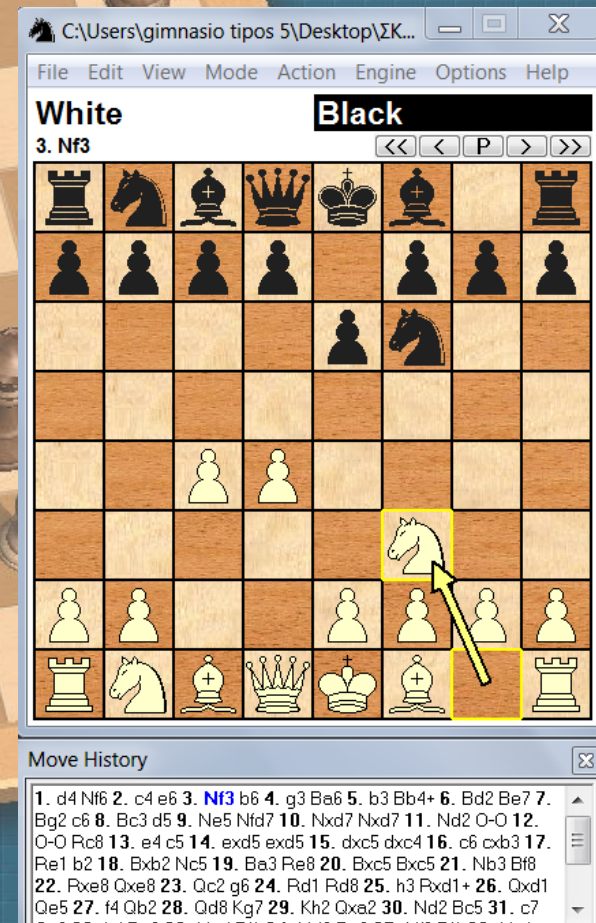 C:\Users\gimnasio tipos 5\Desktop\ΣK...
File Edit View Mode Action Engine Options Help
White Black
3. Nf3 << < P > >>
Move History
1. d4 Nf6 2. c4 e6 3. Nf3 b6 4. g3 Ba6 5. b3 Bb4+ 6. Bd2 Be7 7.
Bg2 c6 8. Bc3 d5 9. Ne5 Nfd7 10. Nxd7 Nxd7 11. Nd2 O-O 12.
O-O Rc8 13. e4 c5 14. exd5 exd5 15. dxc5 dxc4 16. c6 cxb3 17.
Re1 b2 18. Bxb2 Nc5 19. Ba3 Re8 20. Bxc5 Bxc5 21. Nb3 Bf8
22. Rxe8 Qxe8 23. Qc2 g6 24. Rd1 Rd8 25. h3 Rxd1+ 26. Qxd1
Qe5 27. f4 Qb2 28. Qd8 Kg7 29. Kh2 Qxa2 30. Nd2 Bc5 31. c7